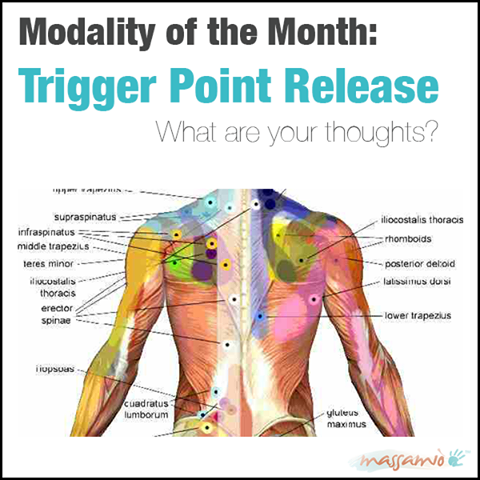 Modality of the Month:
Trigger Point Release
What are your thoughts?
upper trapezius
supraspinatus
infraspinatus
middle trapezius
teres minor
iliocostalis
thoracis
erector
spinae
iliopsoas
quadratus
lumborum
iliocostalis thoracis
rhomboids
posterior deltoid
latissimus dorsi
lower trapezius
gluteus
maximus
massamio